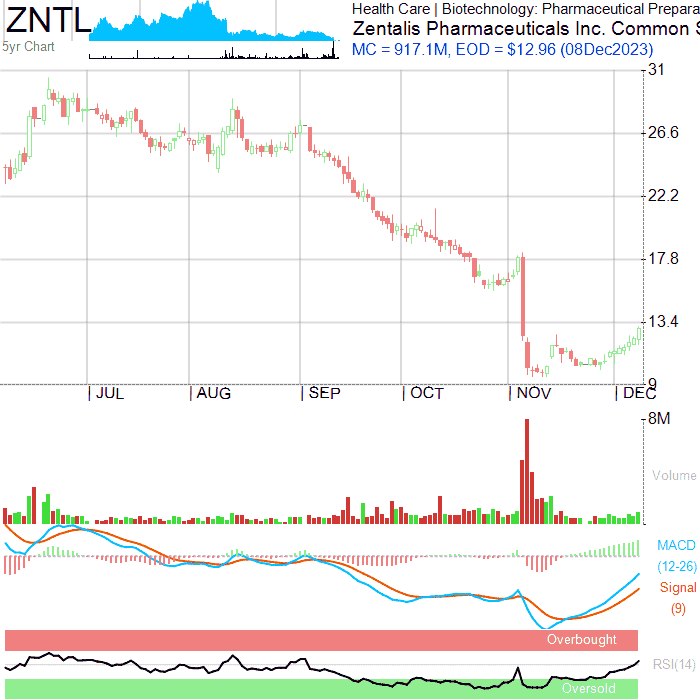 ZNTL
5yr Chart
Health Care | Biotechnology: Pharmaceutical Prepara
Zentalis Pharmaceuticals Inc. Common S
MC = 917.1M, EOD = $12.96 (08Dec2023)
31
26.6
22.2
17.8
13.4
9
JUL AUG SEP OCT NOV DEC
8M
Volume
MACD
(12-26)
Signal
(9)
Overbought
RSI(14)
Oversold